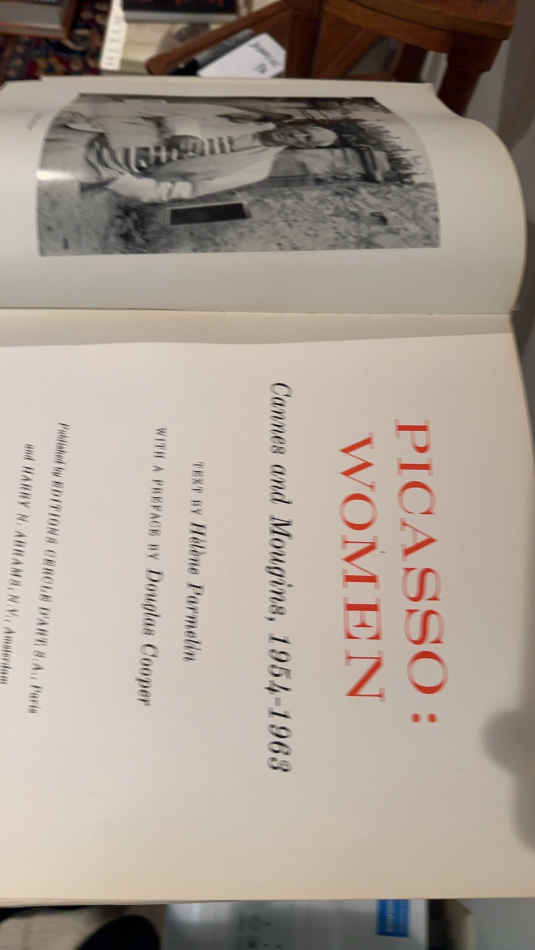 PICASSO:
WOMEN
Cannes and Mougins, 1954-1963
TEXT BY Hélène Parmelin
WITH A PREFACE BY Douglas Cooper
Published by EDITIONS CERCLE D'ART, S.A., Paris
and HARRY N. ABRAMS, N.V., Amsterdam